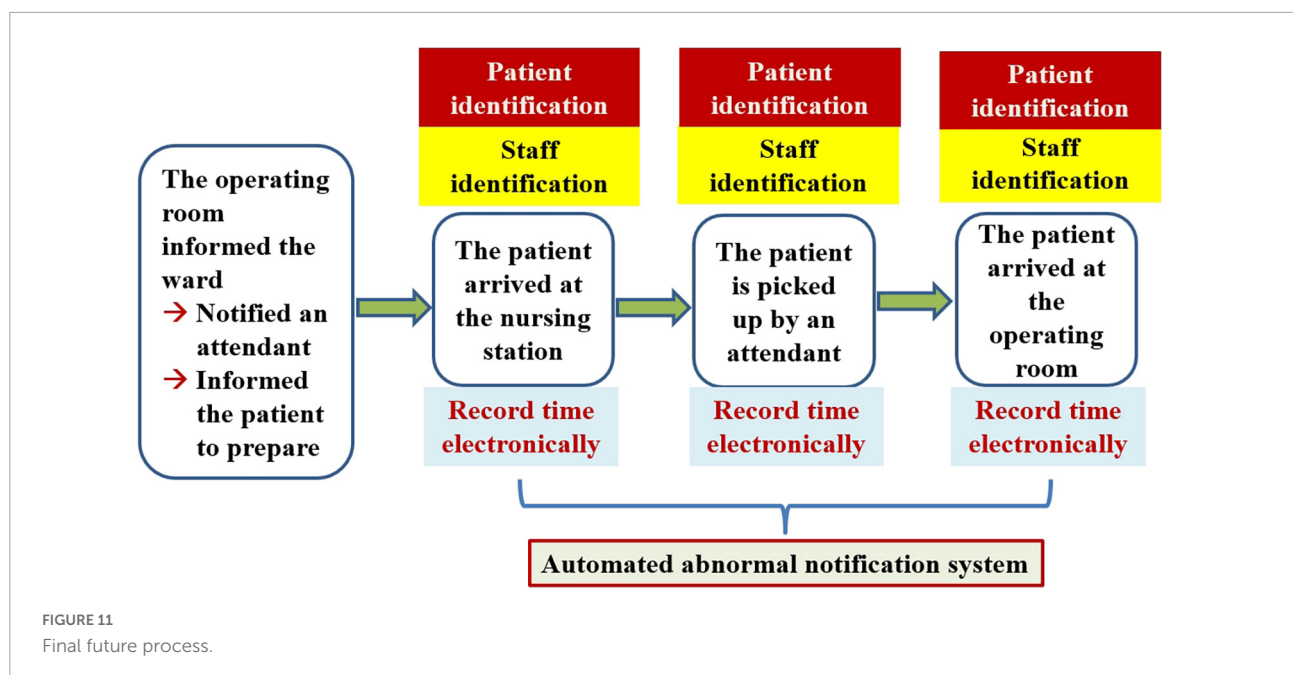 The operating
room
informed the
ward
→ Notified an
attendant
→ Informed
the patient
to prepare
Patient
identification
Staff
identification
The patient
arrived at
the nursing
station
Record time
electronically
Patient
identification
Staff
identification
The patient
is picked
up by an
attendant
Record time
electronically
Patient
identification
Staff
identification
The patient
arrived at
the
operating
room
Record time
electronically
Automated abnormal notification system
FIGURE 11
Final future process.